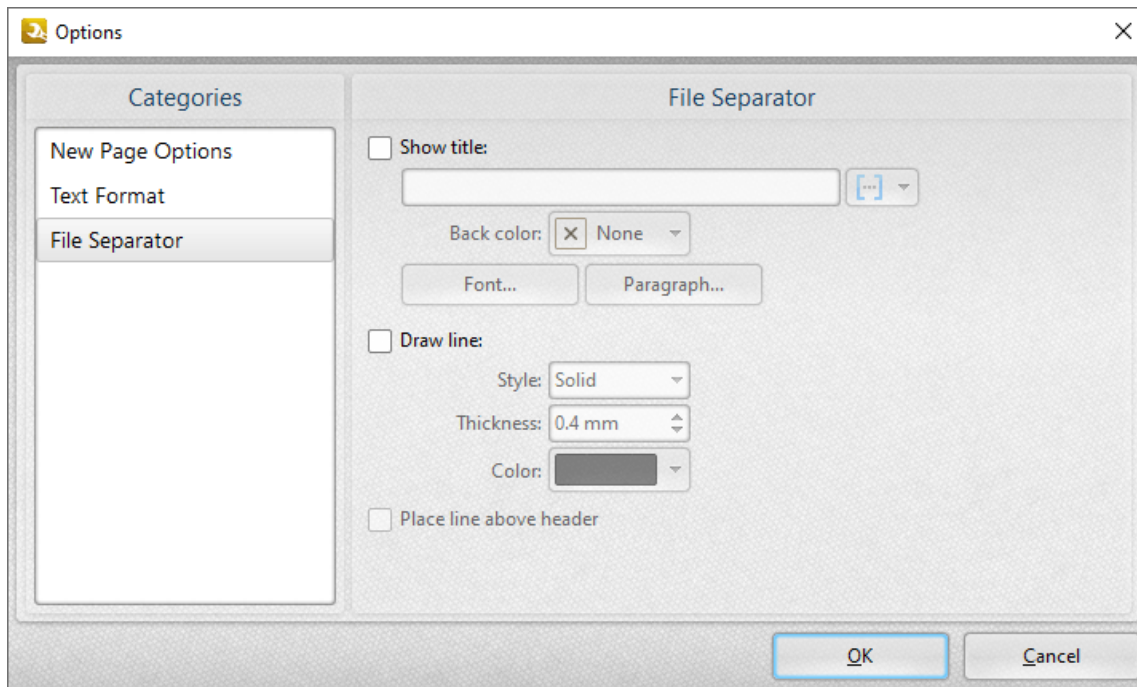 Options
Categories
New Page Options
Text Format
File Separator
File Separator
Show title:
Back color: None
Font... Paragraph...
Draw line:
Style: Solid
Thickness: 0.4 mm
Color:
Place line above header
OK Cancel